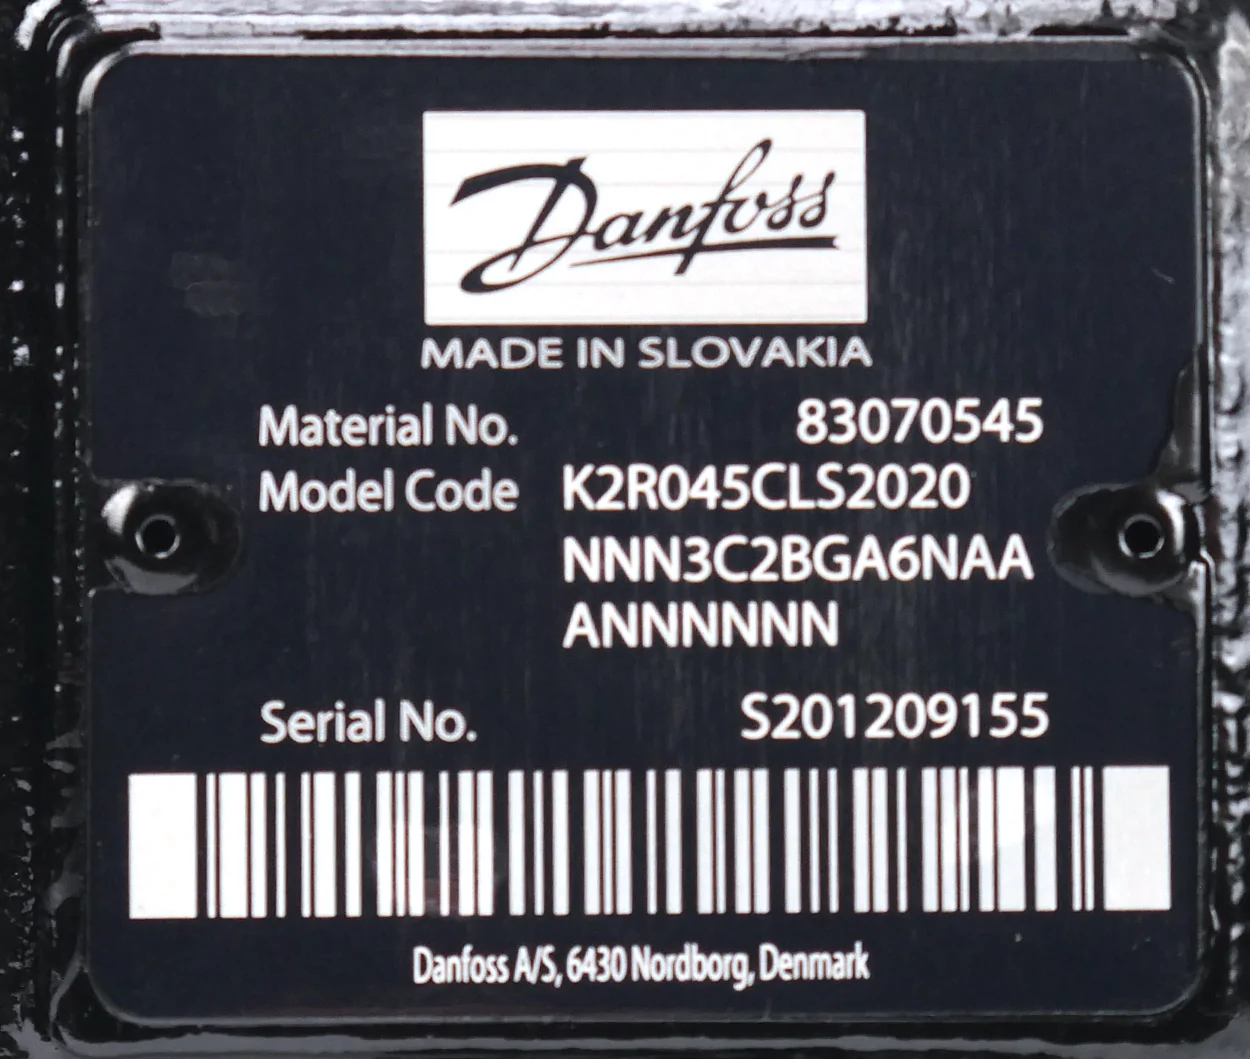 Danfoss
MADE IN SLOVAKIA
Material No. 83070545
Model Code K2R045CLS2020
NNN3C2BGA6NAA
ANNNNNN
Serial No. S201209155
Danfoss A/S, 6430 Nordborg, Denmark